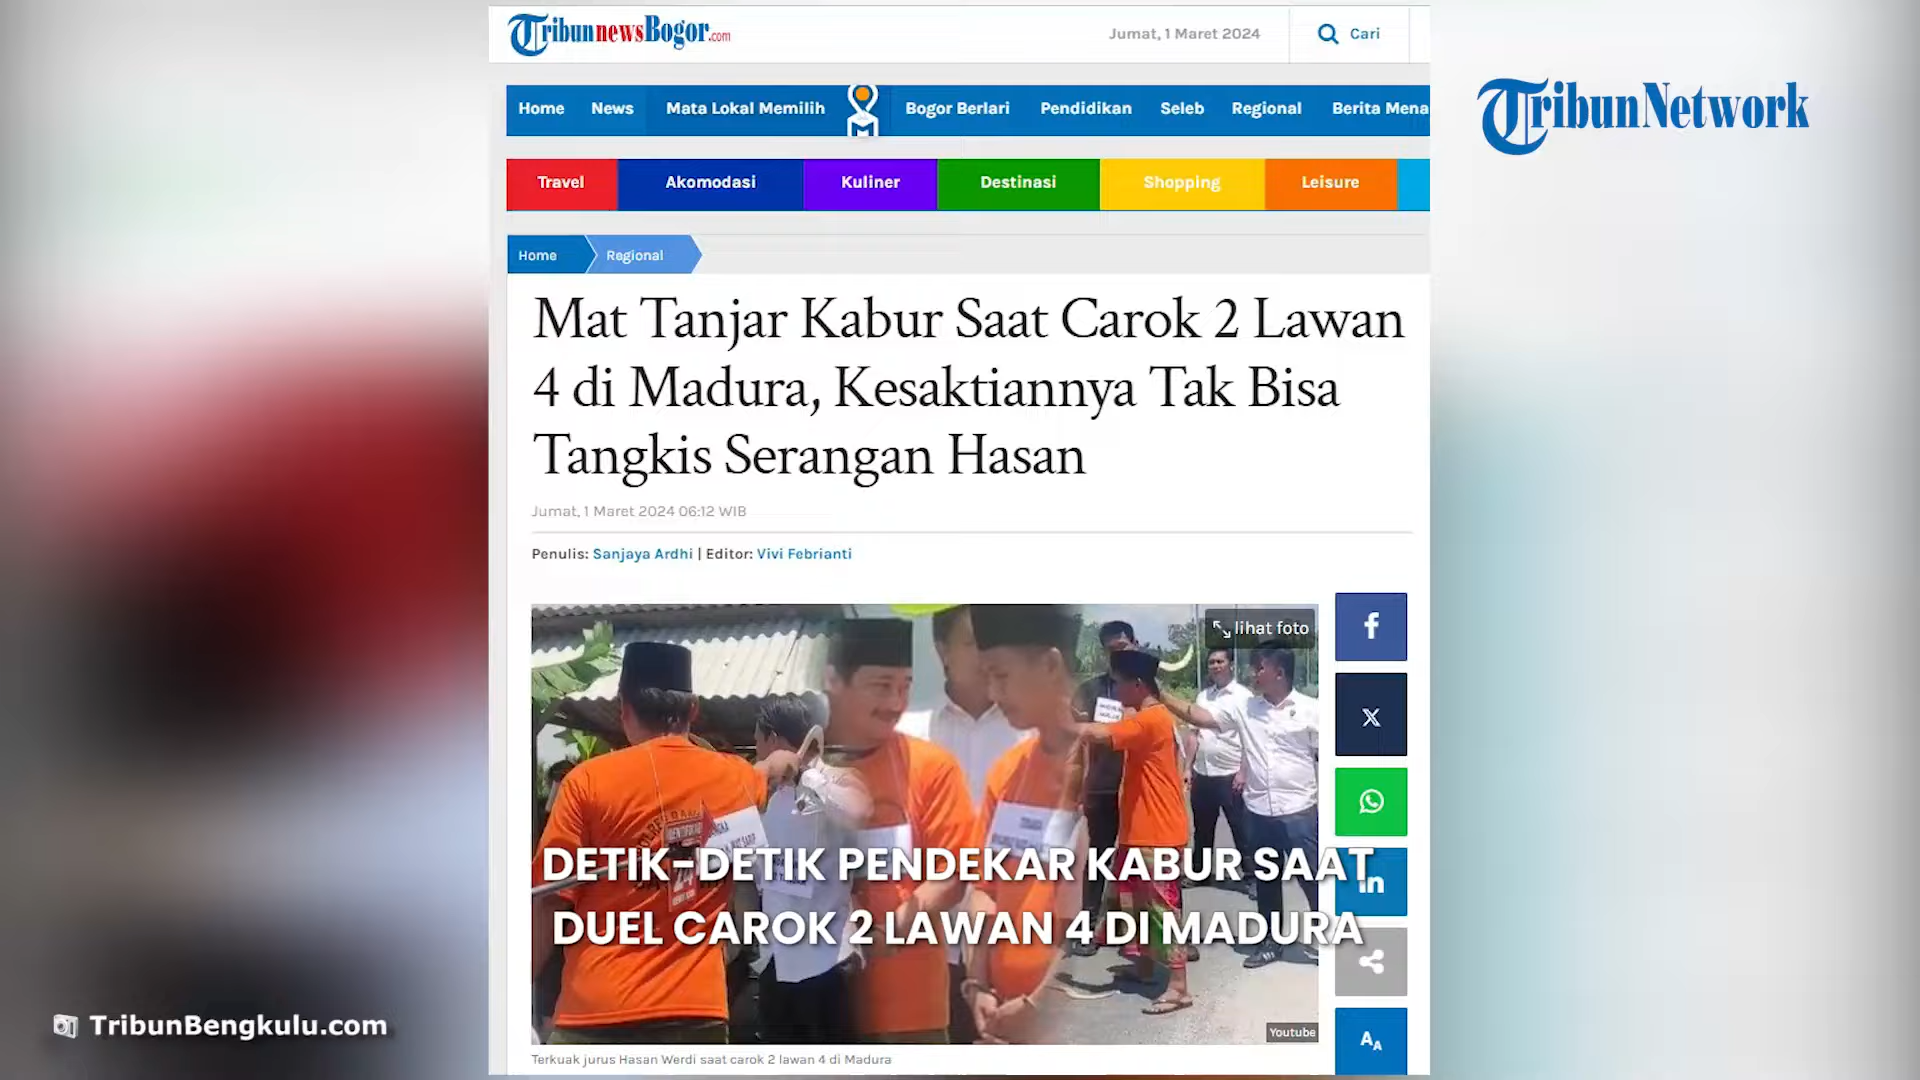 TribunnewsBogor.com
Jumat, 1 Maret 2024
Cari
TribunNetwork
Home News Mata Lokal Memilih Bogor Berlari Pendidikan Seleb Regional Berita Mena
Travel Akomodasi Kuliner Destinasi Shopping Leisure
Home Regional
Mat Tanjar Kabur Saat Carok 2 Lawan
4 di Madura, Kesaktiannya Tak Bisa
Tangkis Serangan Hasan
Jumat, 1 Maret 2024 06:12 WIB
Penulis: Sanjaya Ardhi | Editor: Vivi Febrianti
lihat foto
DETIK-DETIK PENDEKAR KABUR SAAT
DUEL CAROK 2 LAWAN 4 DI MADURA
TribunBengkulu.com
Youtube
Terkuak jurus Hasan Werdi saat carok 2 lawan 4 di Madura